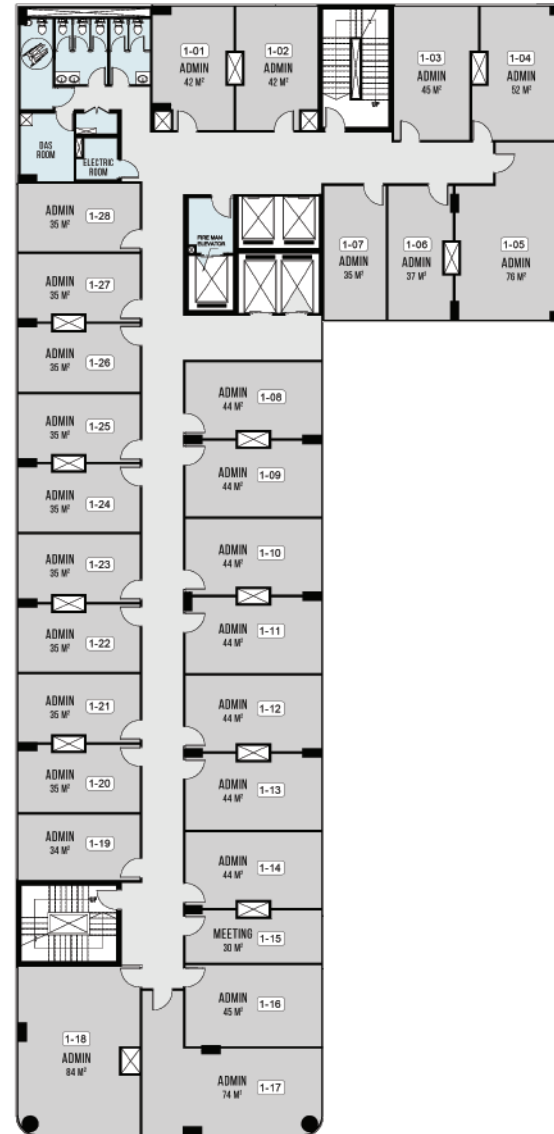 1-01
ADMIN
42 M²
1-02
ADMIN
42 M²
UP
1-03
ADMIN
45 M²
1-04
ADMIN
52 M²
GAS
ROOM
ELECTRIC
ROOM
FIRE MAN
ELEVATOR
1-07
ADMIN
35 M²
1-06
ADMIN
37 M²
1-05
ADMIN
76 M²
ADMIN
35 M²
1-28
ADMIN
35 M²
1-27
ADMIN
35 M²
1-26
ADMIN
35 M²
1-25
ADMIN
35 M²
1-24
ADMIN
35 M²
1-23
ADMIN
35 M²
1-22
ADMIN
35 M²
1-21
ADMIN
35 M²
1-20
ADMIN
34 M²
1-19
UP
ADMIN
44 M²
1-08
ADMIN
44 M²
1-09
ADMIN
44 M²
1-10
ADMIN
44 M²
1-11
ADMIN
44 M²
1-12
ADMIN
44 M²
1-13
ADMIN
44 M²
1-14
MEETING
30 M²
1-15
ADMIN
45 M²
1-16
1-18
ADMIN
84 M²
ADMIN
74 M²
1-17